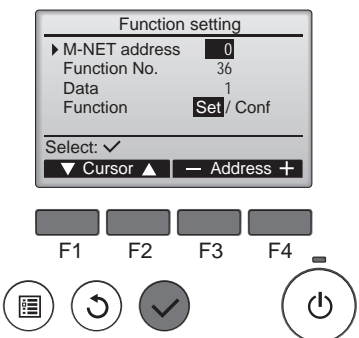 Function setting
M-NET address 0
Function No. 36
Data 1
Function Set / Conf
Select: ✓
▼ Cursor ▲ − Address +
F1 F2 F3 F4